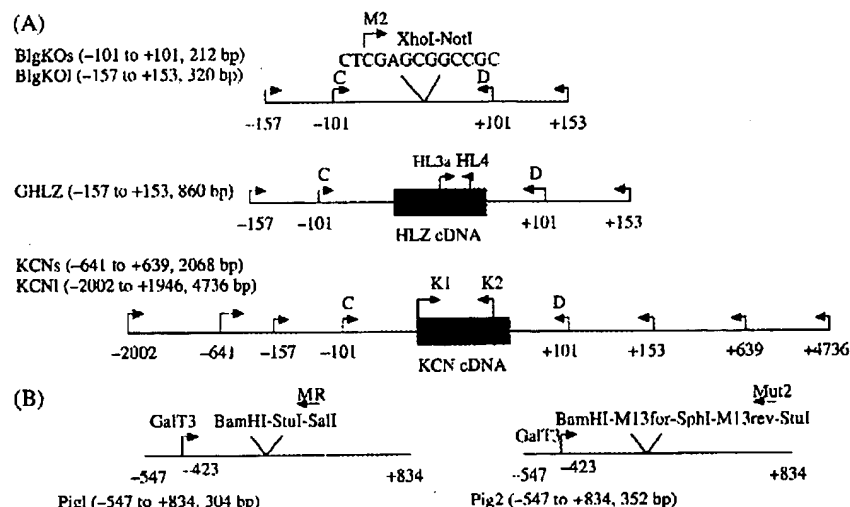 (A)
M2
XhoI-NotI
BlgKOs (–101 to +101, 212 bp)
CTCGAGCGGCCGC
BlgKOl (–157 to +153, 320 bp)
C D
–157 –101 +101 +153
HL3a HL4
GHLZ (–157 to +153, 860 bp)
C D
–157 –101 +101 +153
HLZ cDNA
KCNs (–641 to +639, 2068 bp)
KCNl (–2002 to +1946, 4736 bp)
C K1 K2 D
–2002 –641 –157 –101 +101 +153 +639 +4736
KCN cDNA
(B)
MR Mut2
GalT3 BamHI-StuI-SalI BamHI-M13for-SphI-M13rev-StuI
GalT3
–547 –423 +834 –547 –423 +834
Pig1 (–547 to +834, 304 bp) Pig2 (–547 to +834, 352 bp)